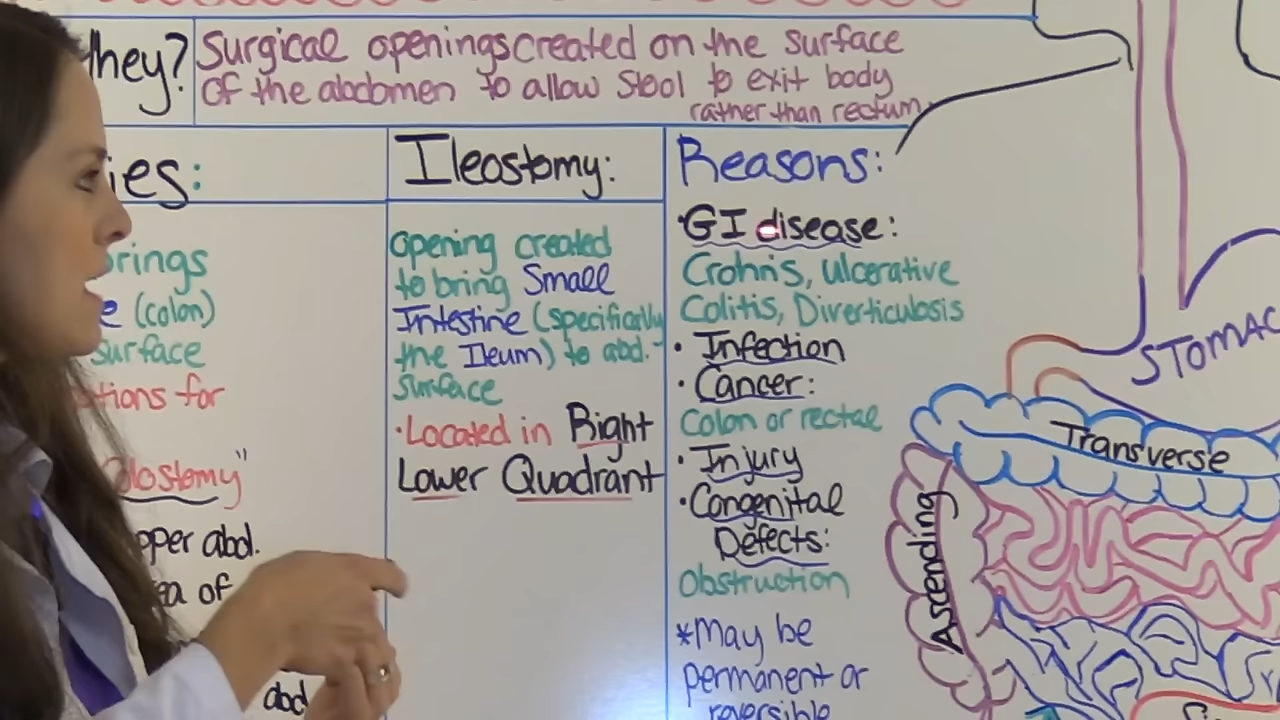 they?
Surgical openings created on the surface
of the abdomen to allow stool to exit body
rather than rectum
ies:
rings
e (colon)
surface
tions for
olostomy"
pper abd.
ea of
abd
Ileostomy:
opening created
to bring Small
Intestine (specifically
the Ileum) to abd.
surface
·Located in Right
Lower Quadrant
Reasons:
·GI disease:
Crohn's, Ulcerative
Colitis, Diverticulosis
· Infection
· Cancer:
Colon or rectal
· Injury
·Congenital
Defects:
Obstruction
*May be
permanent or
reversible
STOMAC
Transverse
Ascending